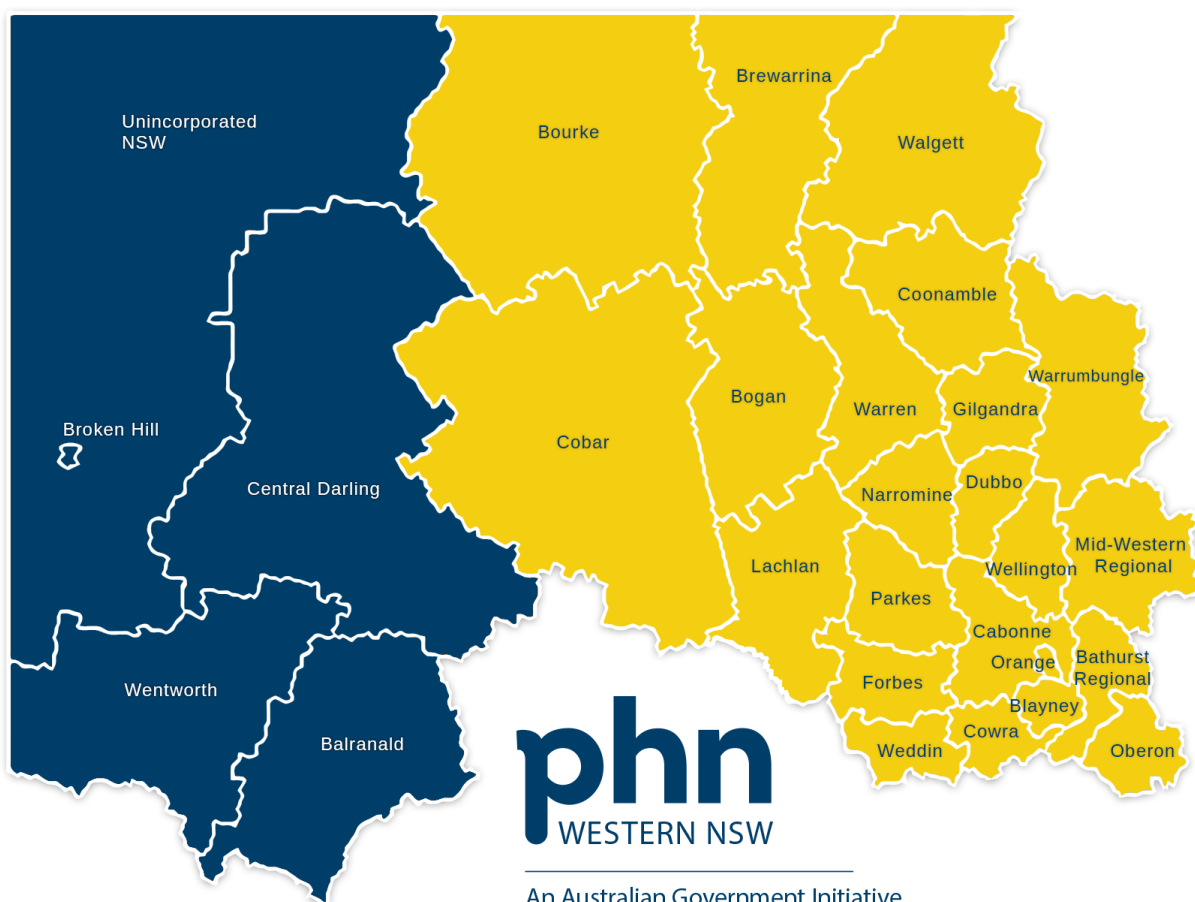 Brewarrina
Unincorporated
NSW
Bourke
Walgett
Coonamble
Warrumbungle
Bogan
Warren
Gilgandra
Broken Hill
Cobar
Central Darling
Narromine
Dubbo
Mid-Western
Regional
Lachlan
Wellington
Parkes
Cabonne
Orange
Bathurst
Regional
Forbes
Wentworth
Blayney
Cowra
Balranald
Weddin
Oberon
phn
WESTERN NSW
An Australian Government Initiative